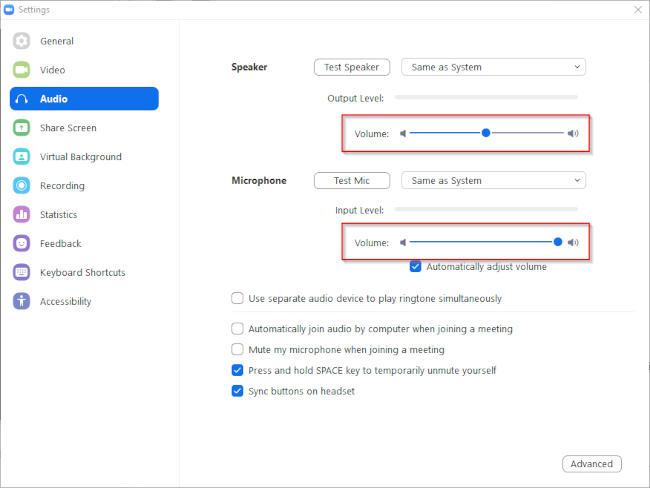 Settings
General
Video
Audio
Share Screen
Virtual Background
Recording
Statistics
Feedback
Keyboard Shortcuts
Accessibility
Speaker Test Speaker Same as System
Output Level:
Volume:
Microphone Test Mic Same as System
Input Level:
Volume:
Automatically adjust volume
Use separate audio device to play ringtone simultaneously
Automatically join audio by computer when joining a meeting
Mute my microphone when joining a meeting
Press and hold SPACE key to temporarily unmute yourself
Sync buttons on headset
Advanced